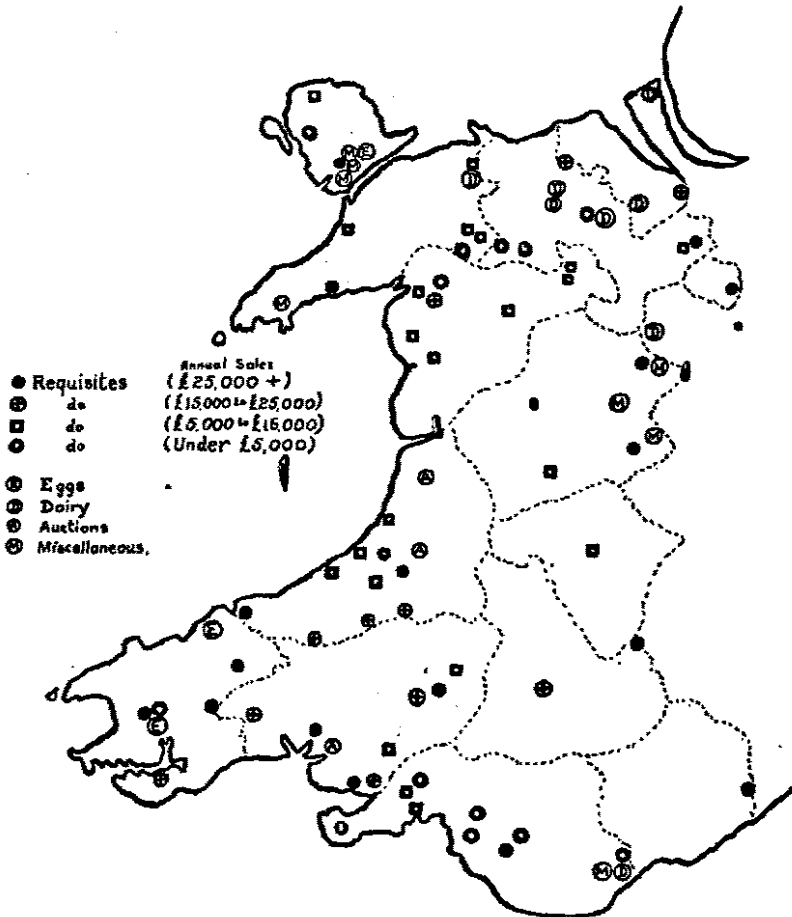 Annual Sales
Requisites (£25,000 +)
do (£15,000 to £25,000)
do (£5,000 to £15,000)
do (Under £5,000)
E Eggs
D Dairy
A Auctions
M Miscellaneous.
D
M E
M
M
D
D
D
D
D
M
D
M
M
M
A
A
E
E
A
M D